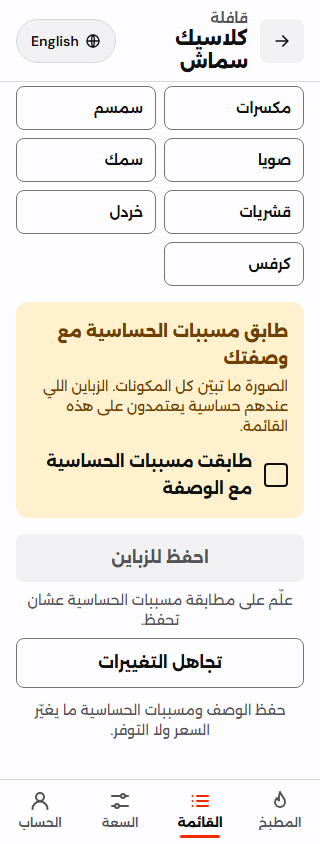 قافلة
كلاسيك
سماش
English
مكسرات
سمسم
صويا
سمك
قشريات
خردل
كرفس
طابق مسببات الحساسية مع
وصفتك
الصورة ما تبيّن كل المكونات. الزباين اللي
عندهم حساسية يعتمدون على هذه
القائمة.
طابقت مسببات الحساسية
مع الوصفة
احفظ للزباين
علّم على مطابقة مسببات الحساسية عشان
تحفظ.
تجاهل التغييرات
حفظ الوصف ومسببات الحساسية ما يغيّر
السعر ولا التوفر.
المطبخ
القائمة
السعة
الحساب